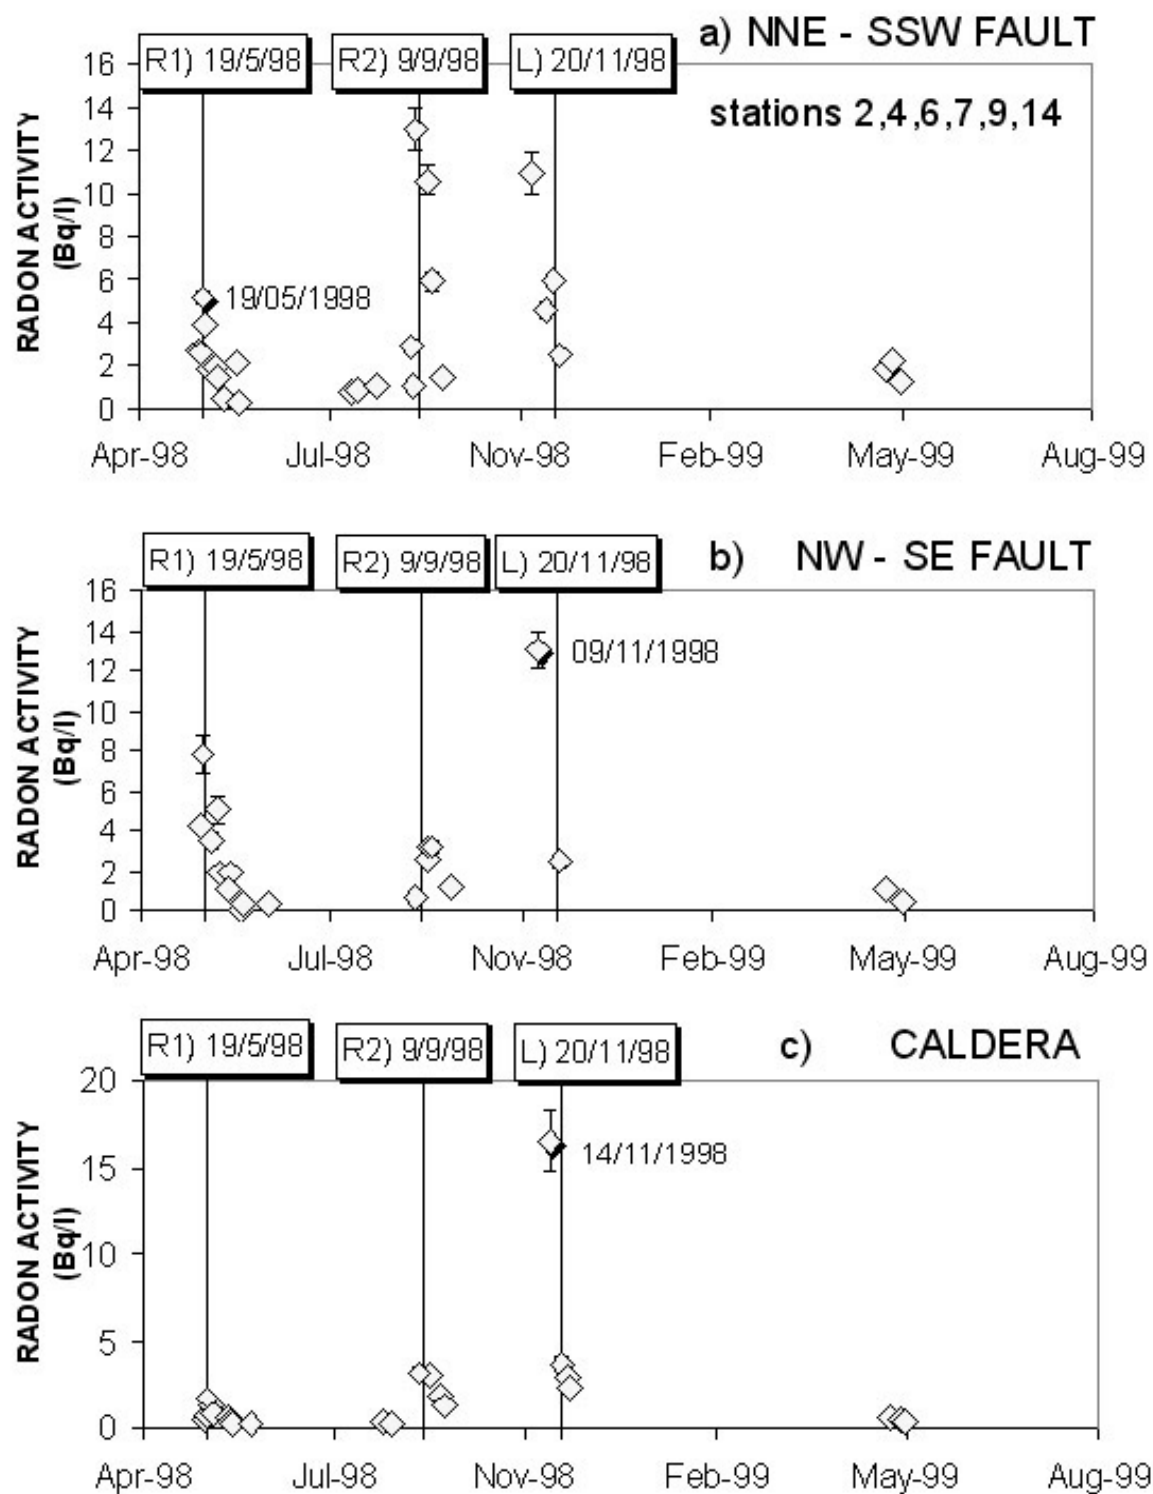 a) NNE - SSW FAULT
R1) 19/5/98
R2) 9/9/98
L) 20/11/98
stations 2,4,6,7,9,14
RADON ACTIVITY
(Bq/l)
16
14
12
10
8
6
4
2
0
19/05/1998
Apr-98
Jul-98
Nov-98
Feb-99
May-99
Aug-99
b) NW - SE FAULT
R1) 19/5/98
R2) 9/9/98
L) 20/11/98
RADON ACTIVITY
(Bq/l)
16
14
12
10
8
6
4
2
0
09/11/1998
Apr-98
Jul-98
Nov-98
Feb-99
May-99
Aug-99
c) CALDERA
R1) 19/5/98
R2) 9/9/98
L) 20/11/98
RADON ACTIVITY
(Bq/l)
20
15
10
5
0
14/11/1998
Apr-98
Jul-98
Nov-98
Feb-99
May-99
Aug-99